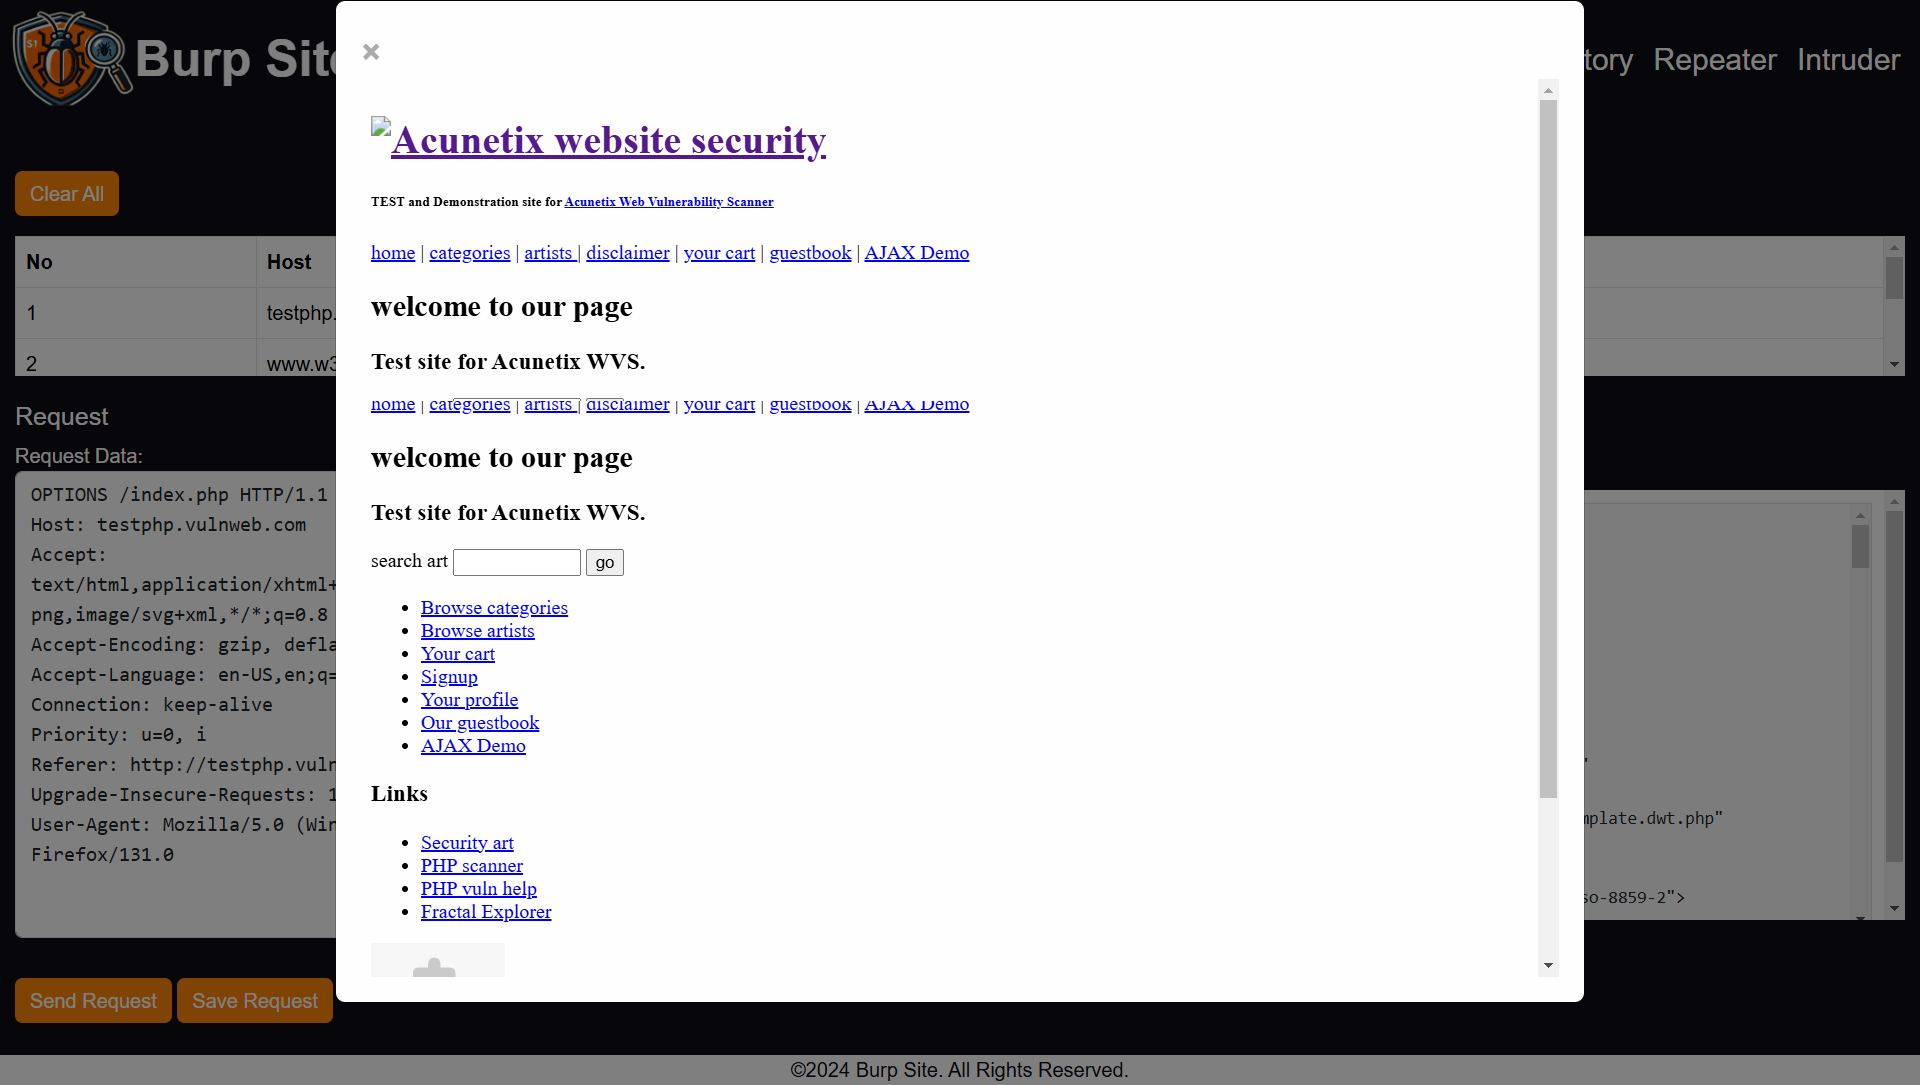 Burp Site
tory Repeater Intruder
×
Acunetix website security
TEST and Demonstration site for Acunetix Web Vulnerability Scanner
home | categories | artists | disclaimer | your cart | guestbook | AJAX Demo
welcome to our page
Test site for Acunetix WVS.
home | categories | artists | disclaimer | your cart | guestbook | AJAX Demo
welcome to our page
Test site for Acunetix WVS.
search art go
Browse categories
Browse artists
Your cart
Signup
Your profile
Our guestbook
AJAX Demo
Links
Security art
PHP scanner
PHP vuln help
Fractal Explorer
Clear All
No Host
1 testphp.
2 www.w3
Request
Request Data:
OPTIONS /index.php HTTP/1.1
Host: testphp.vulnweb.com
Accept:
text/html,application/xhtml+
png,image/svg+xml,*/*;q=0.8
Accept-Encoding: gzip, defla
Accept-Language: en-US,en;q=
Connection: keep-alive
Priority: u=0, i
Referer: http://testphp.vuln
Upgrade-Insecure-Requests: 1
User-Agent: Mozilla/5.0 (Win
Firefox/131.0
"
mplate.dwt.php"
so-8859-2">
Send Request Save Request
©2024 Burp Site. All Rights Reserved.